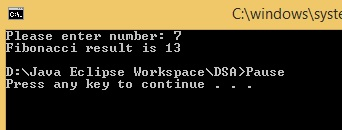 C:\windows\syste
Please enter number: 7
Fibonacci result is 13
D:\Java Eclipse Workspace\DSA>Pause
Press any key to continue . . .